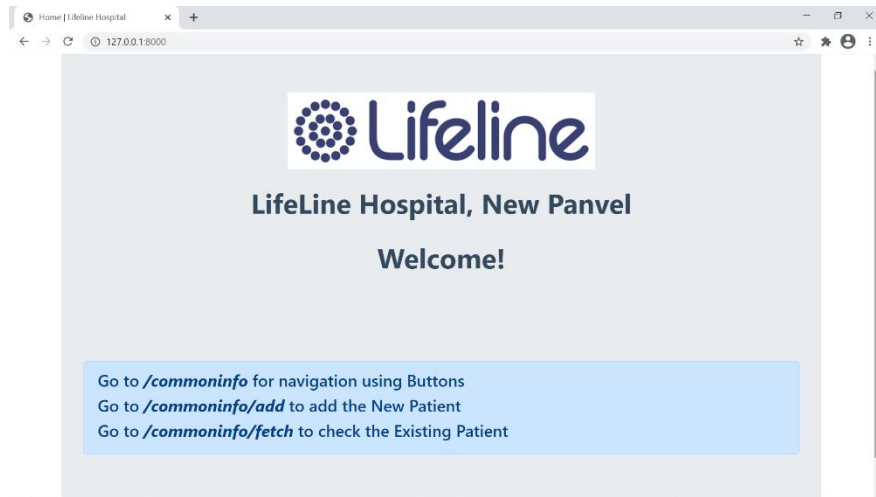 Home | Lifeline Hospital
127.0.0.1:8000
Lifeline
LifeLine Hospital, New Panvel
Welcome!
Go to /commoninfo for navigation using Buttons
Go to /commoninfo/add to add the New Patient
Go to /commoninfo/fetch to check the Existing Patient